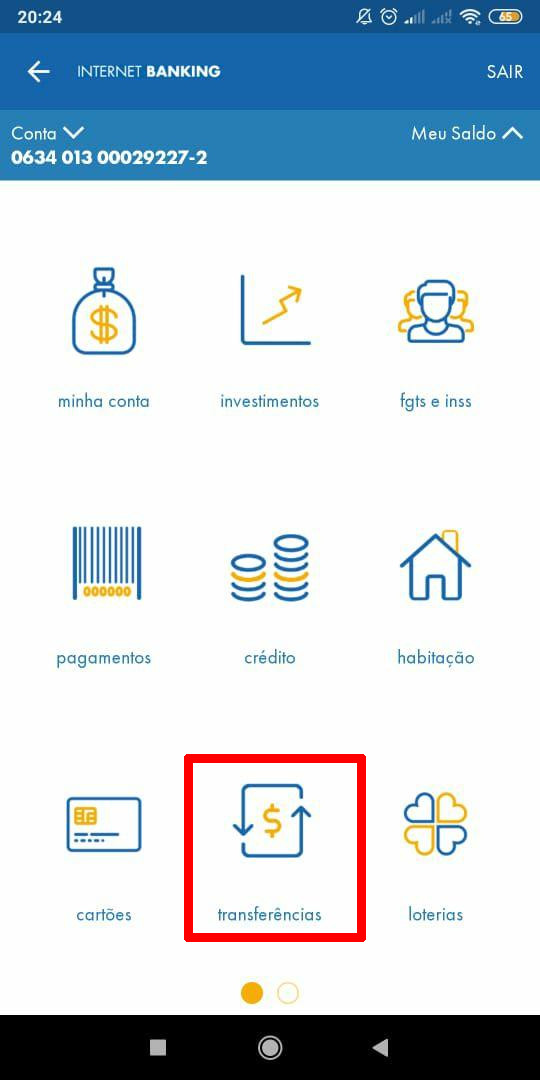 20:24 65
INTERNET BANKING SAIR
Conta Meu Saldo
0634 013 00029227-2
minha conta investimentos fgts e inss
pagamentos crédito habitação
cartões transferências loterias